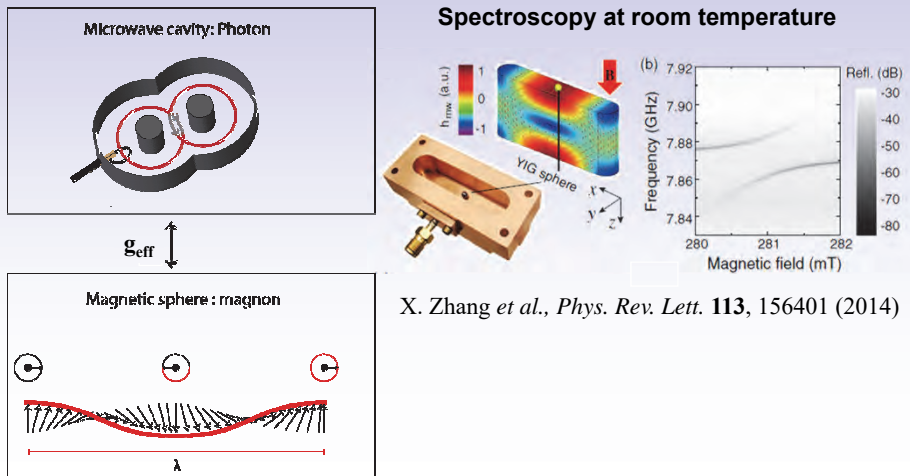 Microwave cavity: Photon
g_eff
Magnetic sphere : magnon
λ
Spectroscopy at room temperature
h_mw (a.u.)
1
0
-1
B
YIG sphere
x
y
z
(b)
Refl. (dB)
Frequency (GHz)
7.92
7.90
7.88
7.86
7.84
280
281
282
Magnetic field (mT)
-30
-40
-50
-60
-70
-80
X. Zhang et al., Phys. Rev. Lett. 113, 156401 (2014)